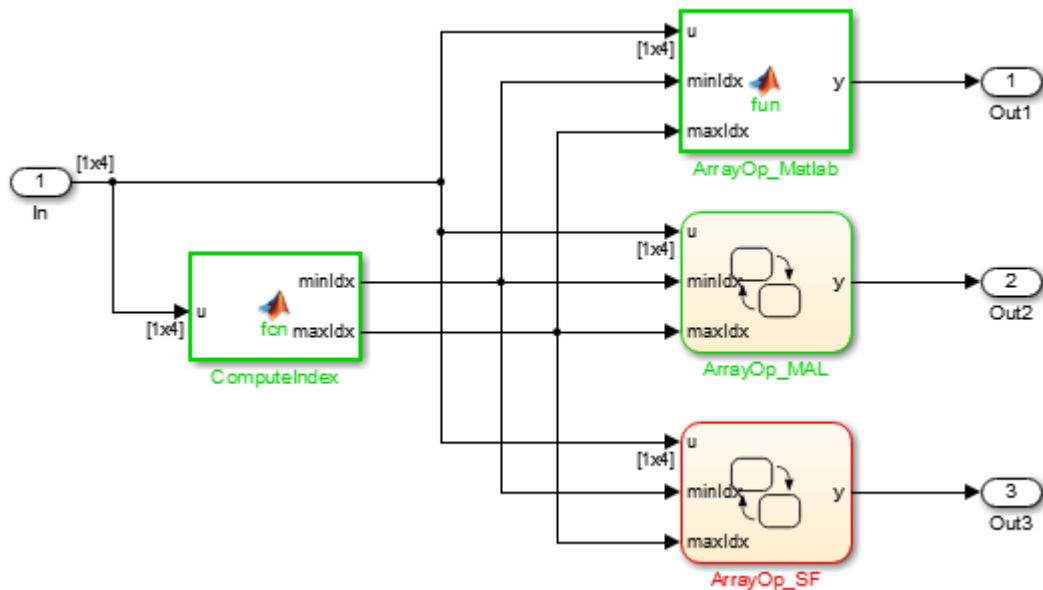 u
[1x4]
minIdx
fun
y
maxIdx
ArrayOp_Matlab
1
Out1
[1x4]
1
In
u
[1x4]
fcn
minIdx
maxIdx
ComputeIndex
u
[1x4]
minIdx
y
maxIdx
ArrayOp_MAL
2
Out2
u
[1x4]
minIdx
y
maxIdx
ArrayOp_SF
3
Out3